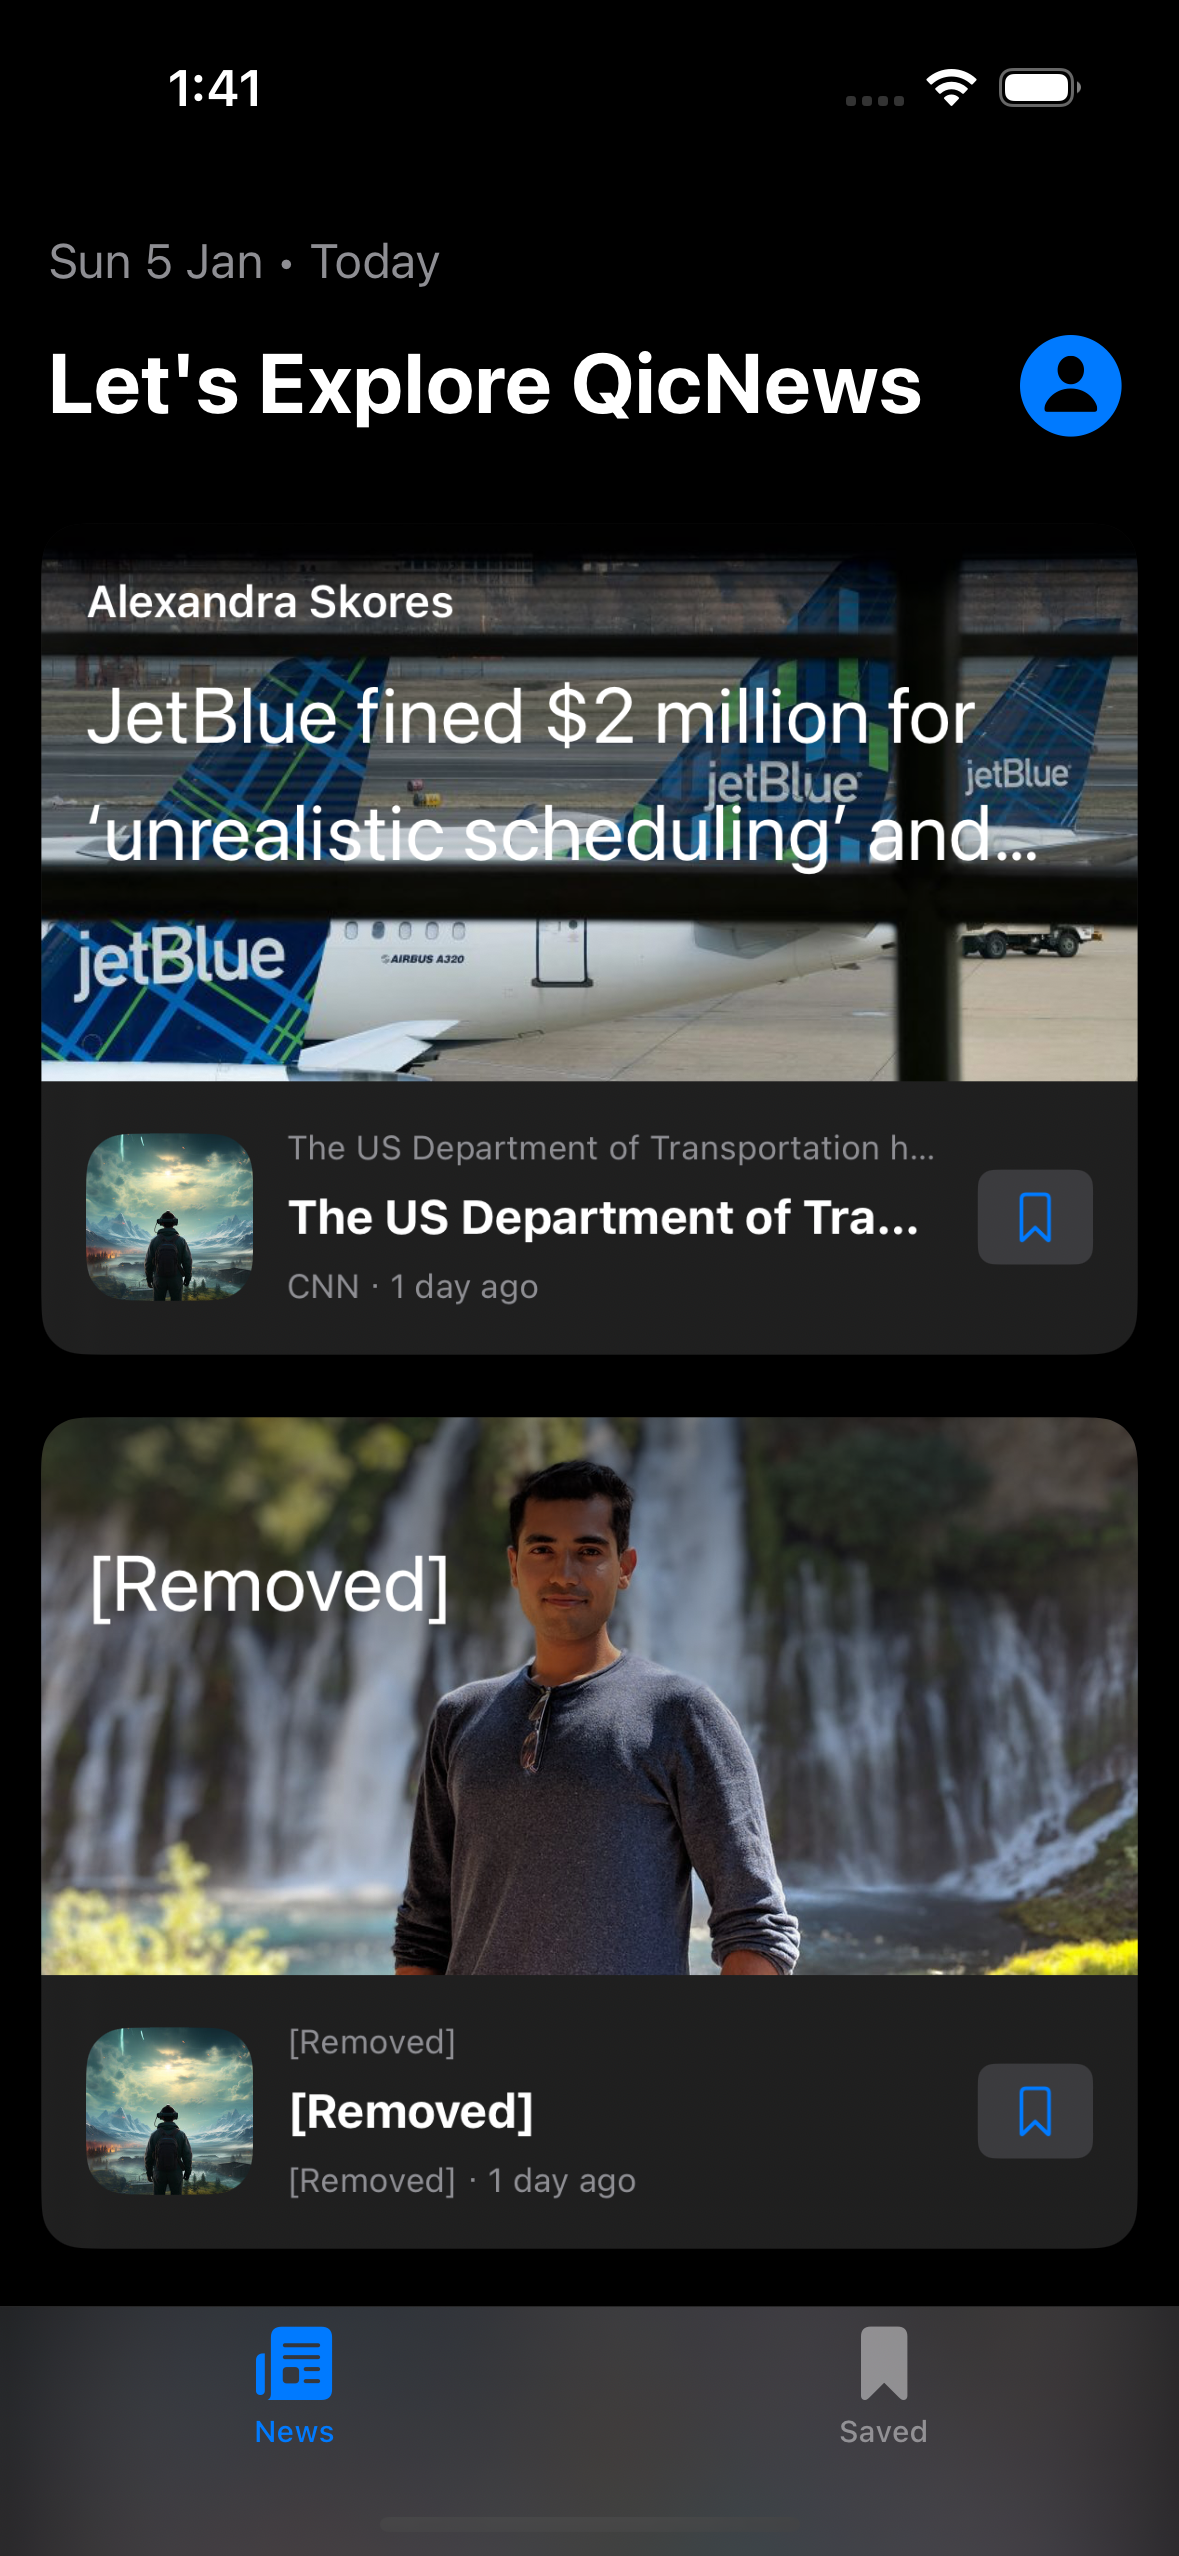 1:41
Sun 5 Jan • Today
Let's Explore QicNews
Alexandra Skores
JetBlue fined $2 million for
jetBlue
jetBlue
‘unrealistic scheduling’ and...
jetBlue
AIRBUS A320
The US Department of Transportation h...
The US Department of Tra...
CNN · 1 day ago
[Removed]
[Removed]
[Removed]
[Removed] · 1 day ago
News
Saved